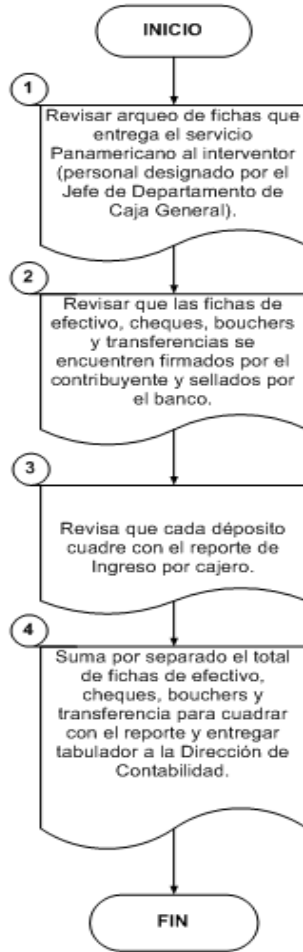 INICIO
1
Revisar arqueo de fichas que
entrega el servicio
Panamericano al interventor
(personal designado por el
Jefe de Departamento de
Caja General).
2
Revisar que las fichas de
efectivo, cheques, bouchers
y transferencias se
encuentren firmados por el
contribuyente y sellados por
el banco.
3
Revisa que cada déposito
cuadre con el reporte de
Ingreso por cajero.
4
Suma por separado el total
de fichas de efectivo,
cheques, bouchers y
transferencia para cuadrar
con el reporte y entregar
tabulador a la Dirección de
Contabilidad.
FIN